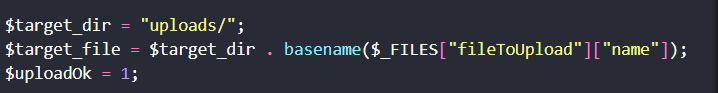 $target_dir = "uploads/";
$target_file = $target_dir . basename($_FILES["fileToUpload"]["name"]);
$uploadOk = 1;